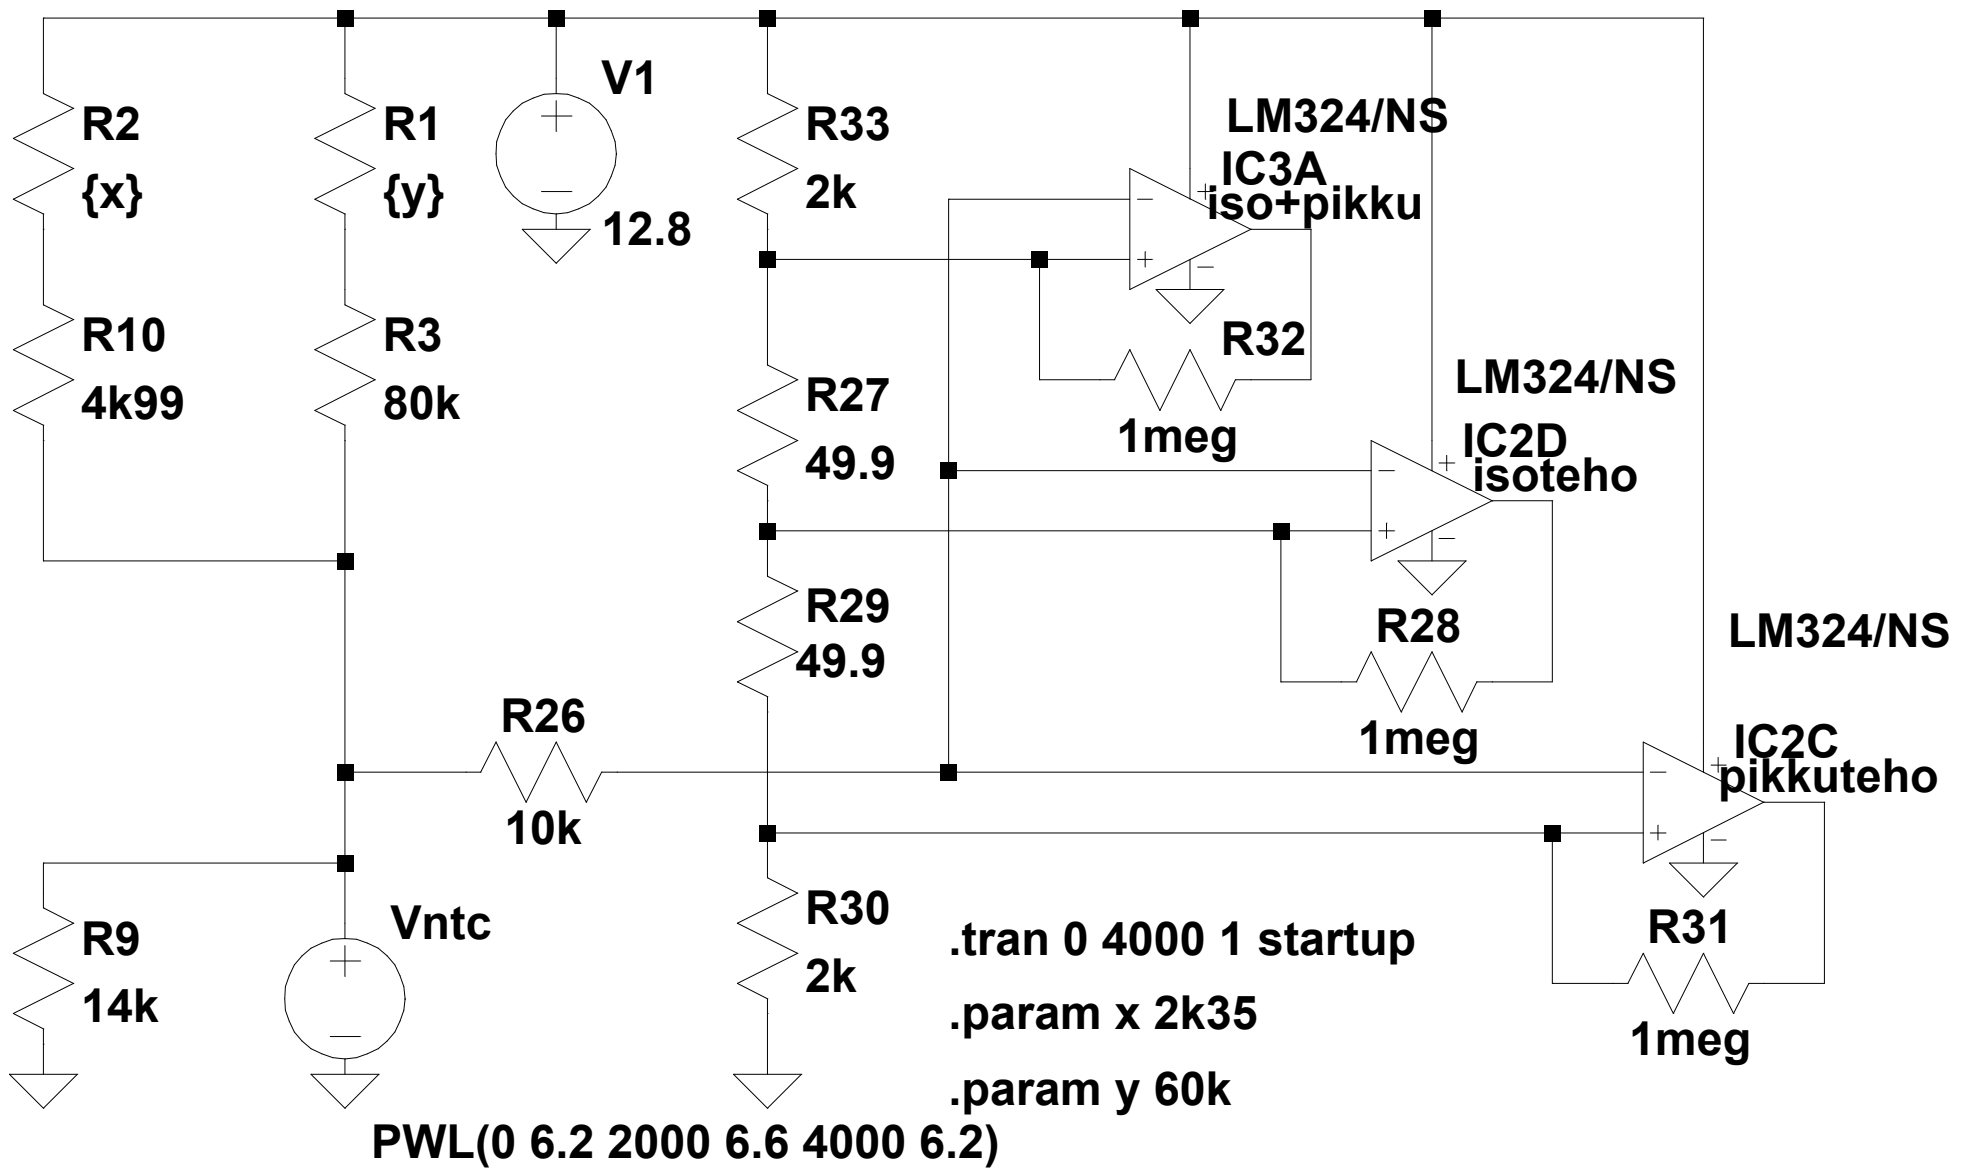 R2
{x}
R1
{y}
V1
12.8
R33
2k
LM324/NS
IC3A
iso+pikku
R10
4k99
R3
80k
R32
1meg
R27
49.9
LM324/NS
IC2D
isoteho
R29
49.9
R28
1meg
LM324/NS
R26
10k
IC2C
pikkuteho
R9
14k
Vntc
R30
2k
R31
1meg
.tran 0 4000 1 startup
.param x 2k35
.param y 60k
PWL(0 6.2 2000 6.6 4000 6.2)